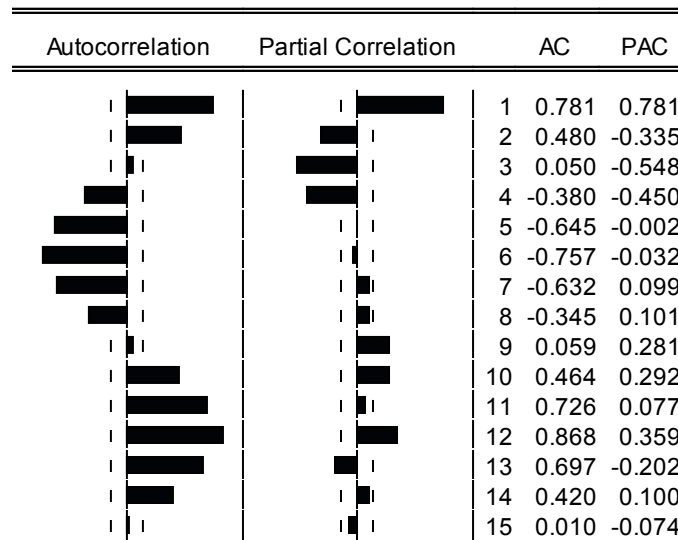 Autocorrelation Partial Correlation AC PAC
1 0.781 0.781
2 0.480 -0.335
3 0.050 -0.548
4 -0.380 -0.450
5 -0.645 -0.002
6 -0.757 -0.032
7 -0.632 0.099
8 -0.345 0.101
9 0.059 0.281
10 0.464 0.292
11 0.726 0.077
12 0.868 0.359
13 0.697 -0.202
14 0.420 0.100
15 0.010 -0.074